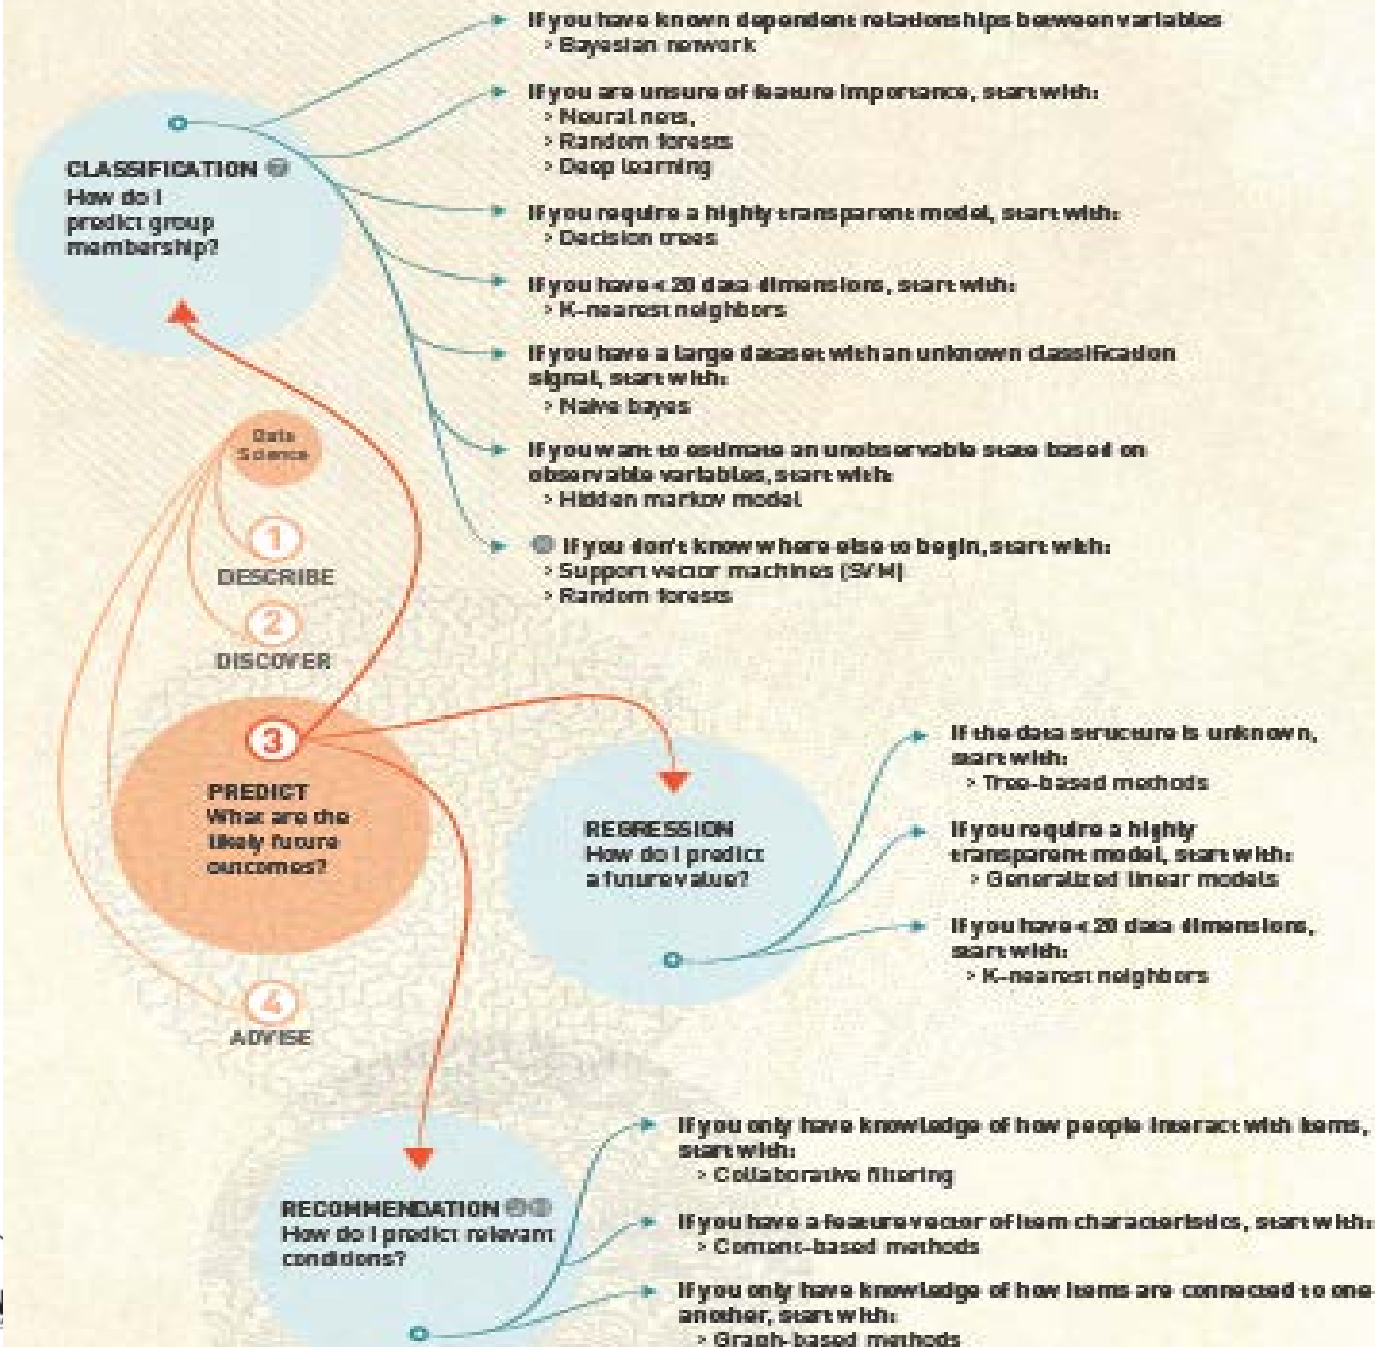 If you have known dependent relationships between variables
> Bayesian network
If you are unsure of feature importance, start with:
> Neural nets,
> Random forests
> Deep learning
CLASSIFICATION
How do I
predict group
membership?
If you require a highly transparent model, start with:
> Decision trees
If you have < 20 data dimensions, start with:
> K-nearest neighbors
If you have a large dataset with an unknown classification
signal, start with:
> Naive bayes
If you want to estimate an unobservable state based on
observable variables, start with:
> Hidden markov model
If you don't know where else to begin, start with:
> Support vector machines (SVM)
> Random forests
Data
Science
1
DESCRIBE
2
DISCOVER
3
PREDICT
What are the
likely future
outcomes?
4
ADVISE
REGRESSION
How do I predict
a future value?
If the data structure is unknown,
start with:
> Tree-based methods
If you require a highly
transparent model, start with:
> Generalized linear models
If you have < 20 data dimensions,
start with:
> K-nearest neighbors
RECOMMENDATION
How do I predict relevant
conditions?
If you only have knowledge of how people interact with items,
start with:
> Collaborative filtering
If you have a feature vector of item characteristics, start with:
> Content-based methods
If you only have knowledge of how items are connected to one
another, start with:
> Graph-based methods